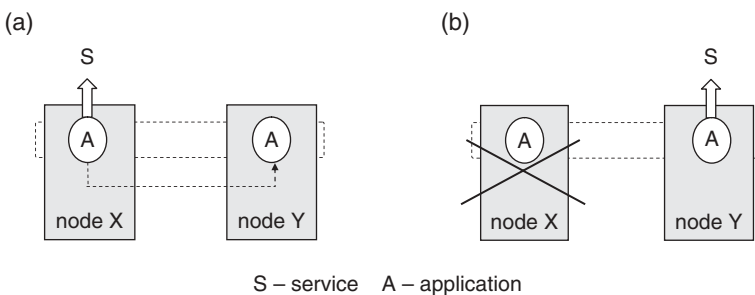 (a)
(b)
S
S
A
A
A
A
node X
node Y
node X
node Y
S – service A – application